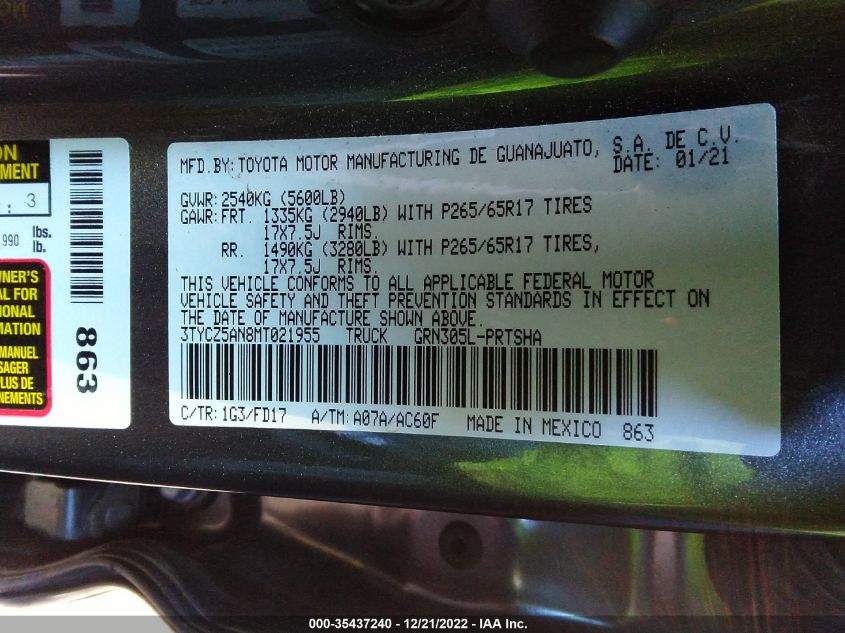 ON
EMENT
. 3
990 lbs.
lb.
863
NER'S
AL FOR
IONAL
RMATION
MANUEL
SAGER
PLUS DE
NEMENTS
MFD.BY:TOYOTA MOTOR MANUFACTURING DE GUANAJUATO, S.A. DE C.V.
DATE: 01/21
GVWR:2540KG (5600LB)
GAWR:FRT. 1335KG (2940LB) WITH P265/65R17 TIRES
17X7.5J RIMS.
RR. 1490KG (3280LB) WITH P265/65R17 TIRES,
17X7.5J RIMS.
THIS VEHICLE CONFORMS TO ALL APPLICABLE FEDERAL MOTOR
VEHICLE SAFETY AND THEFT PREVENTION STANDARDS IN EFFECT ON
THE DATE OF MANUFACTURE SHOWN ABOVE.
3TYCZ5AN8MT021955 TRUCK GRN305L-PRTSHA
C/TR:1G3/FD17 A/TM:A07A/AC60F MADE IN MEXICO 863
000-35437240 - 12/21/2022 - IAA Inc.